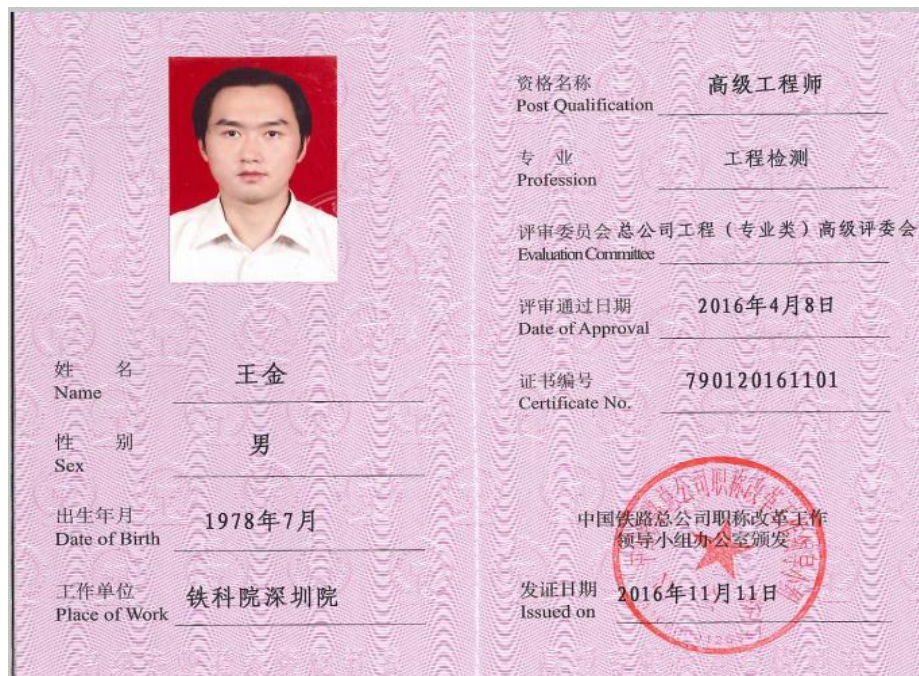 姓 名 王金
Name
性 别 男
Sex
出生年月 1978年7月
Date of Birth
工作单位 铁科院深圳院
Place of Work
资格名称 高级工程师
Post Qualification
专 业 工程检测
Profession
评审委员会 总公司工程（专业类）高级评委会
Evaluation Committee
评审通过日期 2016年4月8日
Date of Approval
证书编号 790120161101
Certificate No.
中国铁路总公司职称改革工作
领导小组办公室颁发
发证日期 2016年11月11日
Issued on